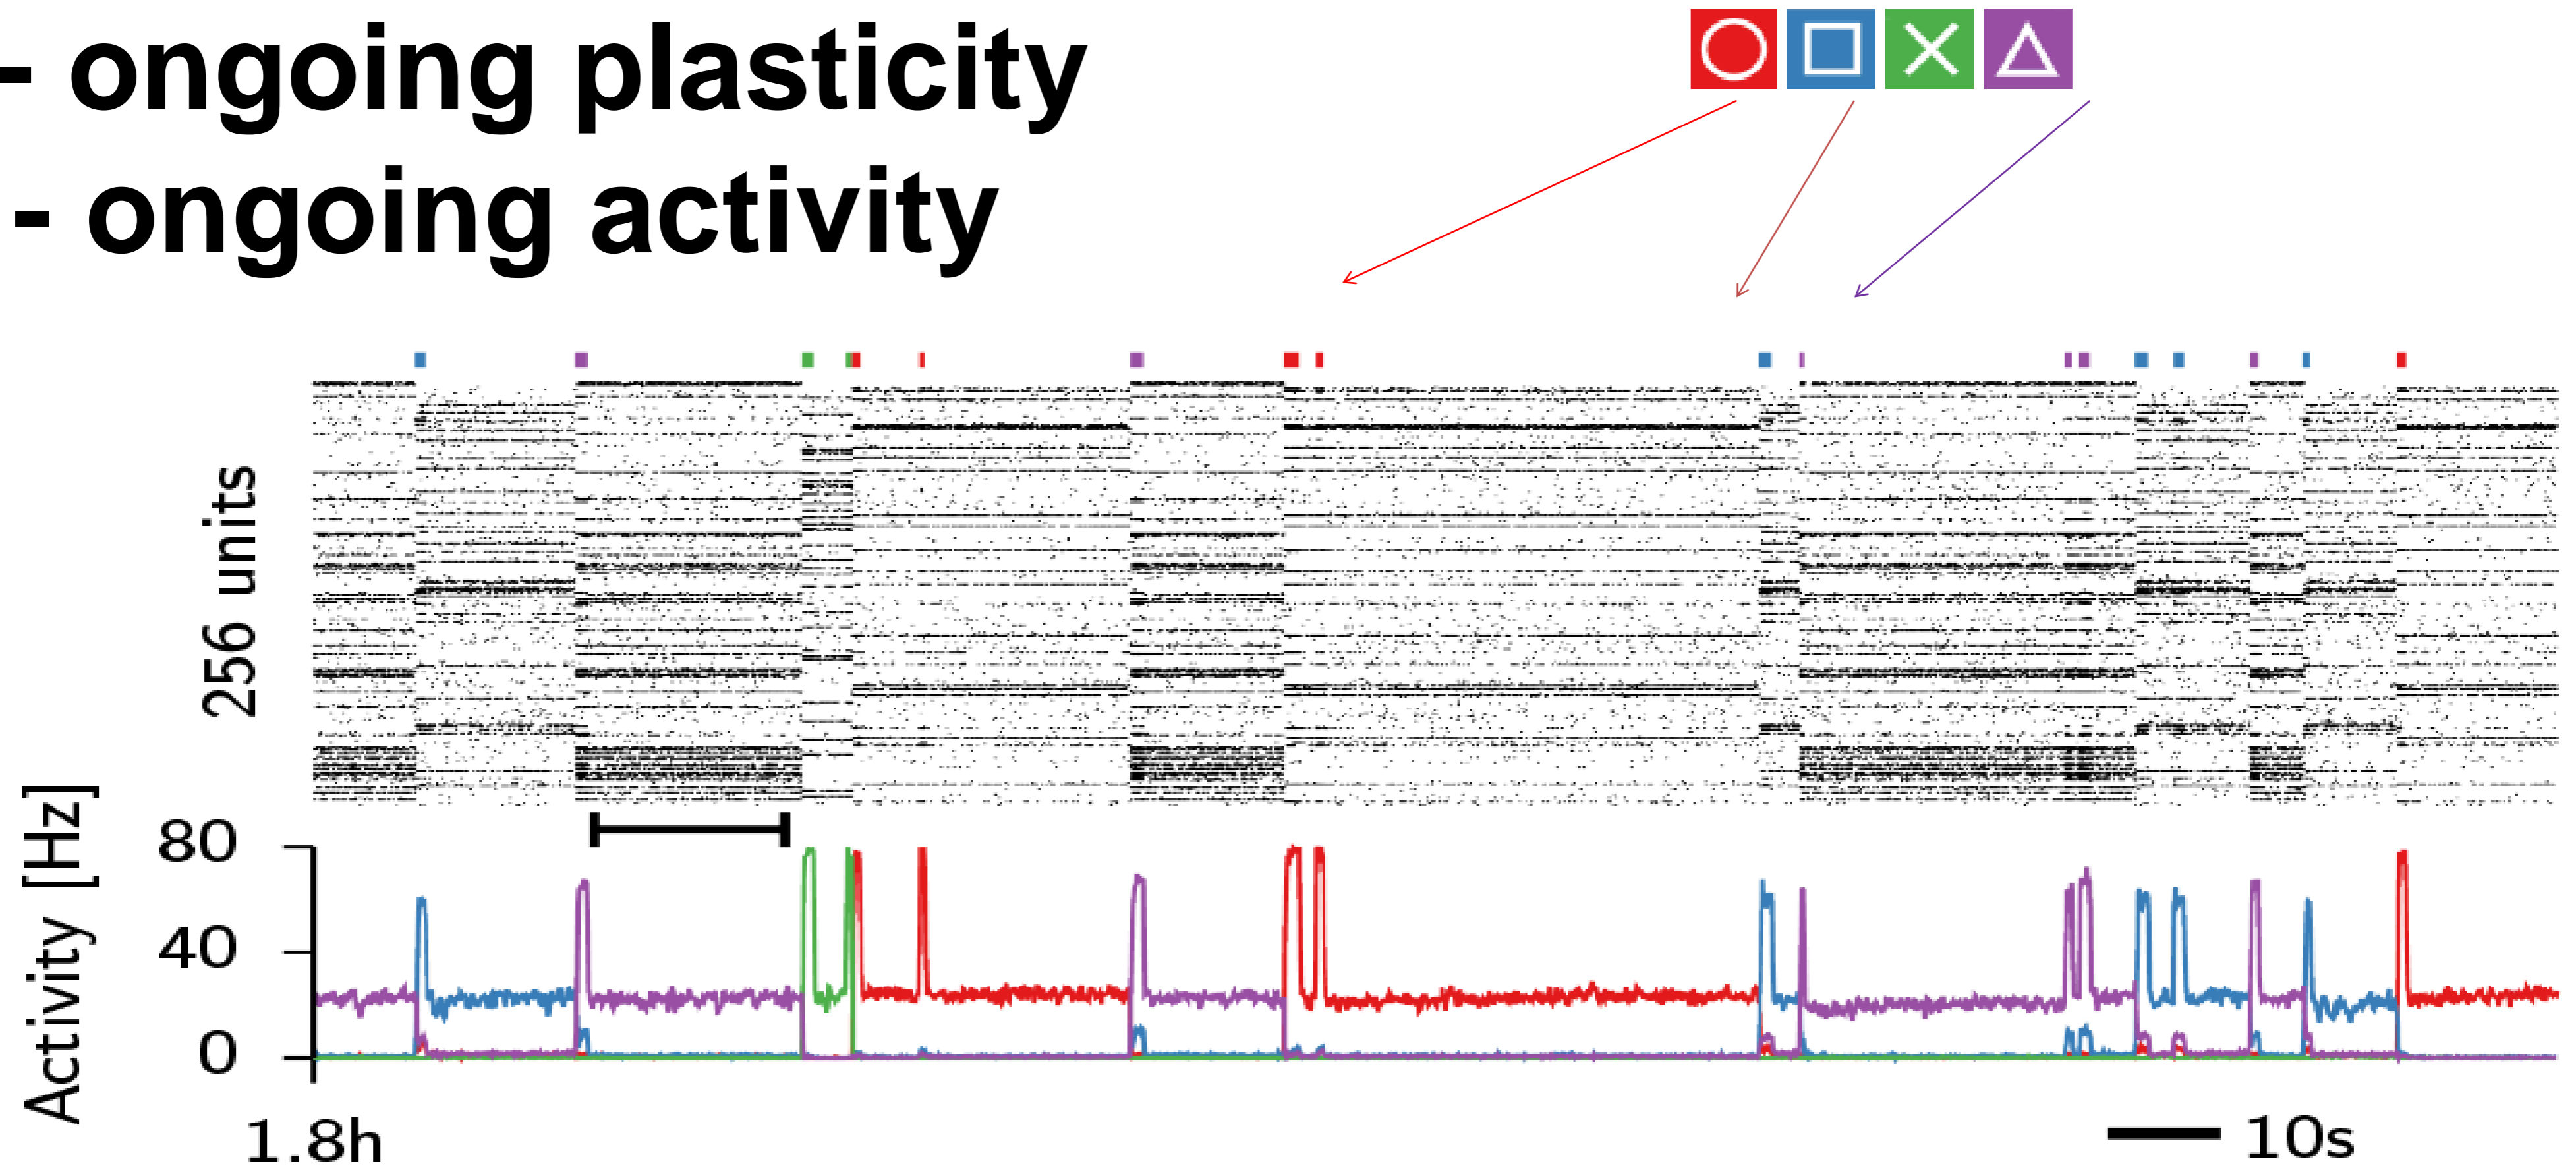 - ongoing plasticity
- ongoing activity
256 units
Activity [Hz]
80
40
0
1.8h
10s